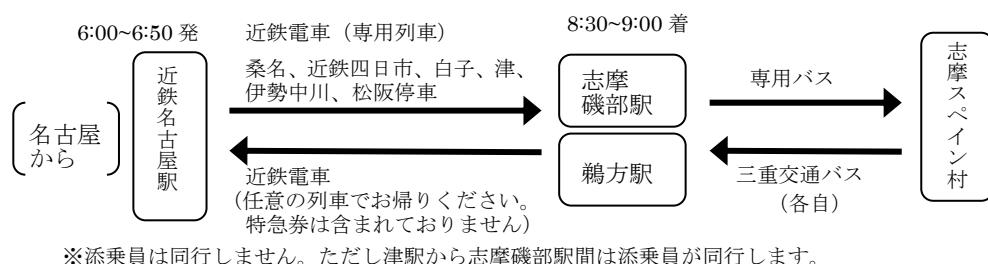 6:00~6:50 発
近鉄電車（専用列車）
8:30~9:00 着
桑名、近鉄四日市、白子、津、
伊勢中川、松阪停車
名古屋
から
近鉄名古屋駅
志摩
磯部駅
専用バス
志摩スペイン村
近鉄電車
（任意の列車でお帰りください。
特急券は含まれておりません）
鵜方駅
三重交通バス
（各自）
※添乗員は同行しません。ただし津駅から志摩磯部駅間は添乗員が同行します。